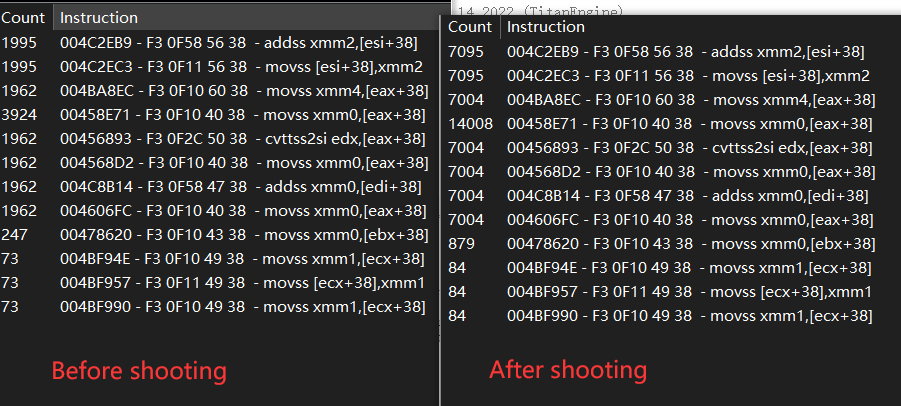 14 2022 (TitanEngine)
Count Instruction
1995 004C2EB9 - F3 0F58 56 38 - addss xmm2,[esi+38]
1995 004C2EC3 - F3 0F11 56 38 - movss [esi+38],xmm2
1962 004BA8EC - F3 0F10 60 38 - movss xmm4,[eax+38]
3924 00458E71 - F3 0F10 40 38 - movss xmm0,[eax+38]
1962 00456893 - F3 0F2C 50 38 - cvttss2si edx,[eax+38]
1962 004568D2 - F3 0F10 40 38 - movss xmm0,[eax+38]
1962 004C8B14 - F3 0F58 47 38 - addss xmm0,[edi+38]
1962 004606FC - F3 0F10 40 38 - movss xmm0,[eax+38]
247 00478620 - F3 0F10 43 38 - movss xmm0,[ebx+38]
73 004BF94E - F3 0F10 49 38 - movss xmm1,[ecx+38]
73 004BF957 - F3 0F11 49 38 - movss [ecx+38],xmm1
73 004BF990 - F3 0F10 49 38 - movss xmm1,[ecx+38]
Before shooting
Count Instruction
7095 004C2EB9 - F3 0F58 56 38 - addss xmm2,[esi+38]
7095 004C2EC3 - F3 0F11 56 38 - movss [esi+38],xmm2
7004 004BA8EC - F3 0F10 60 38 - movss xmm4,[eax+38]
14008 00458E71 - F3 0F10 40 38 - movss xmm0,[eax+38]
7004 00456893 - F3 0F2C 50 38 - cvttss2si edx,[eax+38]
7004 004568D2 - F3 0F10 40 38 - movss xmm0,[eax+38]
7004 004C8B14 - F3 0F58 47 38 - addss xmm0,[edi+38]
7004 004606FC - F3 0F10 40 38 - movss xmm0,[eax+38]
879 00478620 - F3 0F10 43 38 - movss xmm0,[ebx+38]
84 004BF94E - F3 0F10 49 38 - movss xmm1,[ecx+38]
84 004BF957 - F3 0F11 49 38 - movss [ecx+38],xmm1
84 004BF990 - F3 0F10 49 38 - movss xmm1,[ecx+38]
After shooting